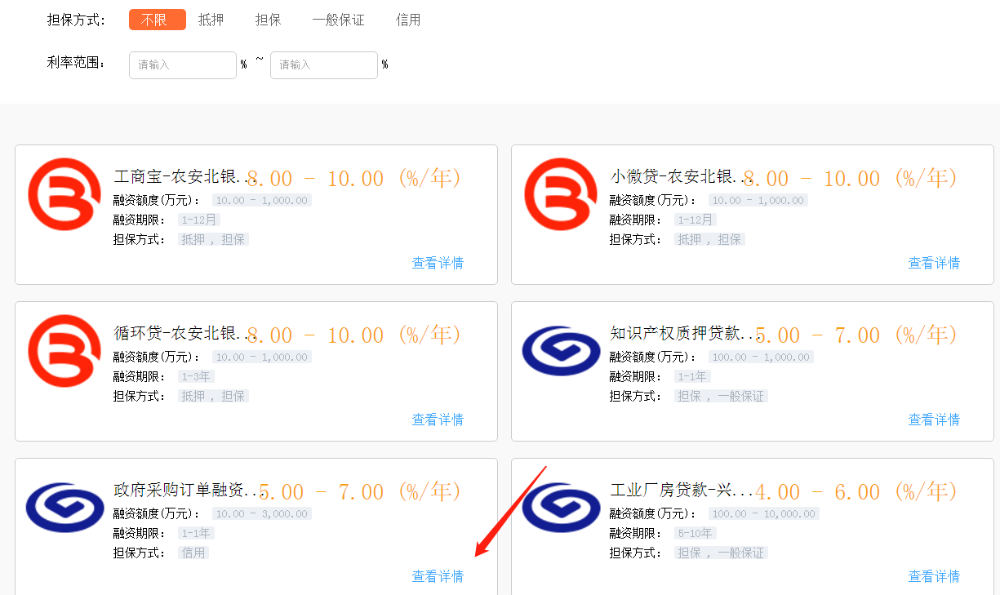 担保方式: 不限 抵押 担保 一般保证 信用
利率范围: 请输入 % ~ 请输入 %
工商宝-农安北银... 8.00 - 10.00 (%/年)
融资额度(万元): 10.00 - 1,000.00
融资期限: 1-12月
担保方式: 抵押 , 担保
查看详情
小微贷-农安北银... 8.00 - 10.00 (%/年)
融资额度(万元): 10.00 - 1,000.00
融资期限: 1-12月
担保方式: 抵押 , 担保
查看详情
循环贷-农安北银... 8.00 - 10.00 (%/年)
融资额度(万元): 10.00 - 1,000.00
融资期限: 1-3年
担保方式: 抵押 , 担保
查看详情
知识产权质押贷款... 5.00 - 7.00 (%/年)
融资额度(万元): 100.00 - 1,000.00
融资期限: 1-1年
担保方式: 担保 , 一般保证
查看详情
政府采购订单融资... 5.00 - 7.00 (%/年)
融资额度(万元): 10.00 - 3,000.00
融资期限: 1-1年
担保方式: 信用
查看详情
工业厂房贷款-兴... 4.00 - 6.00 (%/年)
融资额度(万元): 100.00 - 10,000.00
融资期限: 5-10年
担保方式: 担保 , 一般保证
查看详情